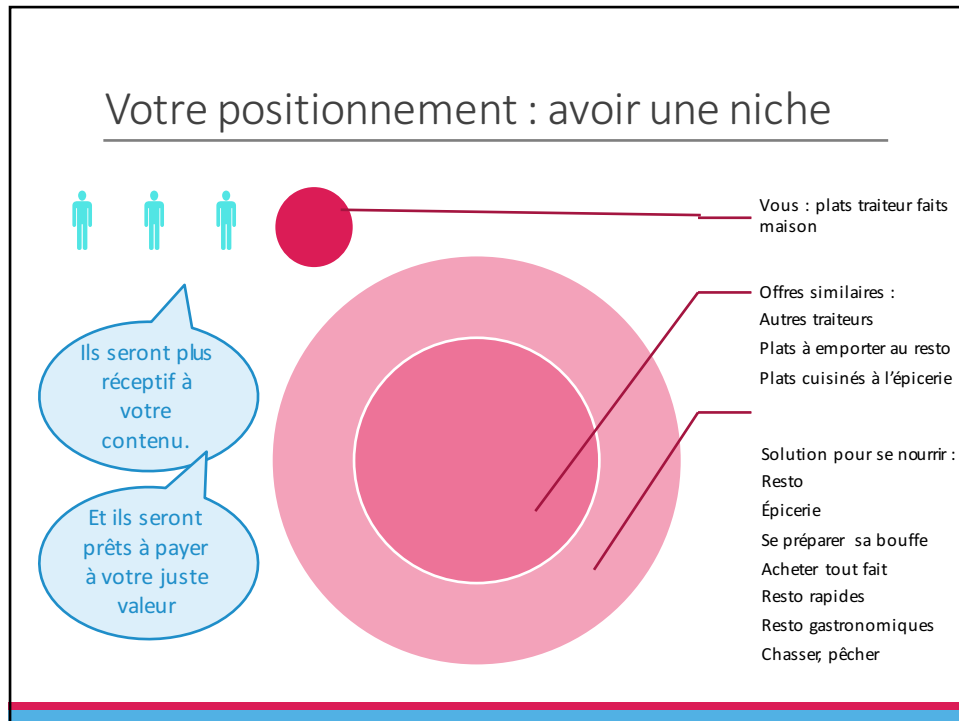 Votre positionnement : avoir une niche
Vous : plats traiteur faits
maison
Offres similaires :
Autres traiteurs
Plats à emporter au resto
Plats cuisinés à l’épicerie
Ils seront plus
réceptif à
votre
contenu.
Et ils seront
prêts à payer
à votre juste
valeur
Solution pour se nourrir :
Resto
Épicerie
Se préparer sa bouffe
Acheter tout fait
Resto rapides
Resto gastronomiques
Chasser, pêcher